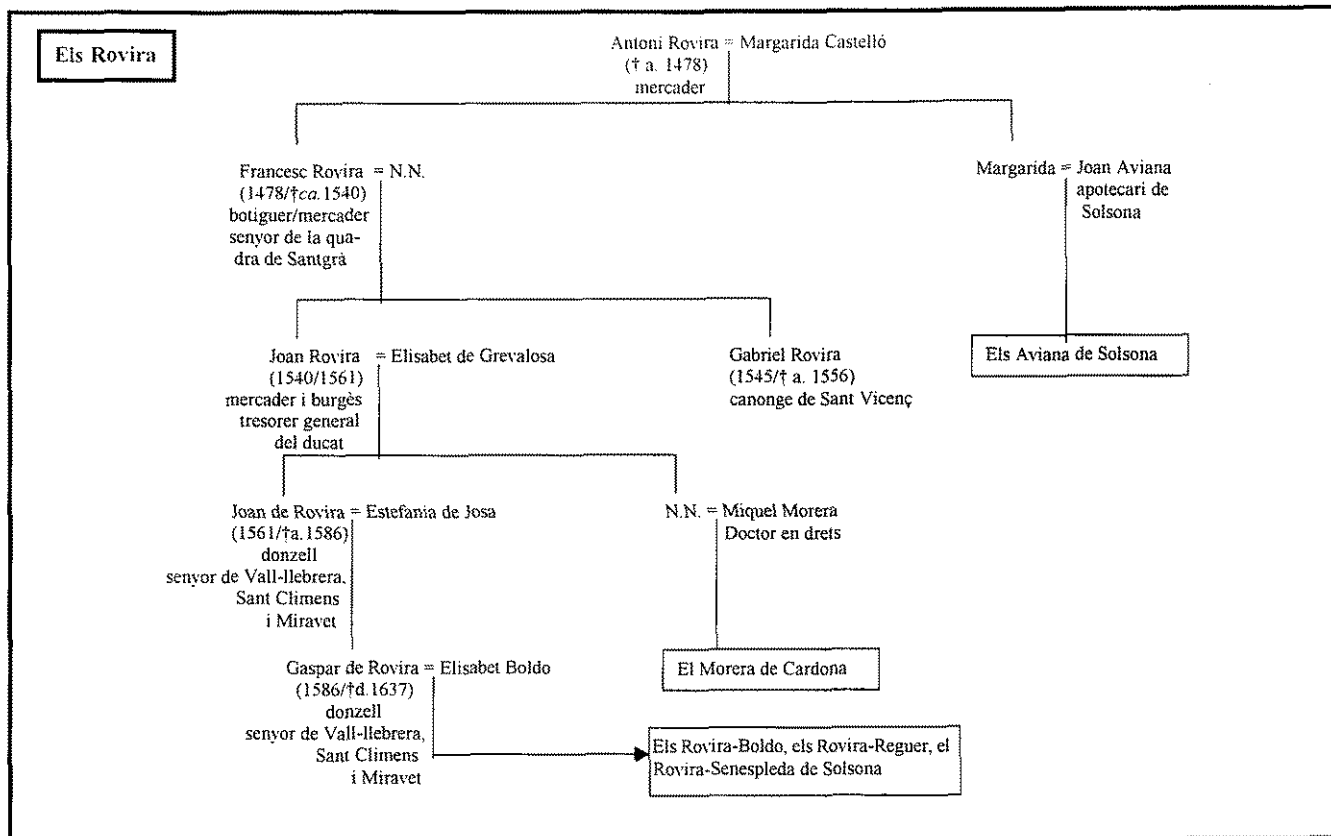 Els Rovira
Antoni Rovira = Margarida Castelló
(† a. 1478)
mercader
Francesc Rovira = N.N.
(1478/†ca.1540)
botiguer/mercader
senyor de la qua-
dra de Santgrà
Margarida = Joan Aviana
apotecari de
Solsona
Joan Rovira = Elisabet de Grevalosa
(1540/1561)
mercader i burgès
tresorer general
del ducat
Gabriel Rovira
(1545/† a. 1556)
canonge de Sant Vicenç
Els Aviana de Solsona
Joan de Rovira = Estefania de Josa
(1561/†a.1586)
donzell
senyor de Vall-llebrera,
Sant Climens
i Miravet
N.N. = Miquel Morera
Doctor en drets
El Morera de Cardona
Gaspar de Rovira = Elisabet Boldo
(1586/†d.1637)
donzell
senyor de Vall-llebrera,
Sant Climens
i Miravet
Els Rovira-Boldo, els Rovira-Reguer, el
Rovira-Senespleda de Solsona